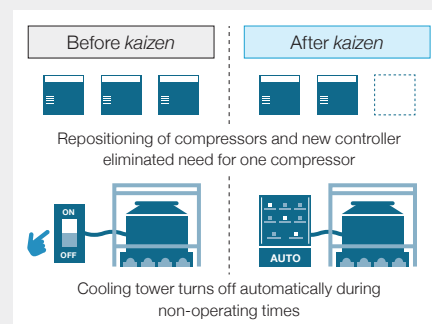 Before kaizen
After kaizen
Repositioning of compressors and new controller
eliminated need for one compressor
ON
OFF
AUTO
Cooling tower turns off automatically during
non-operating times